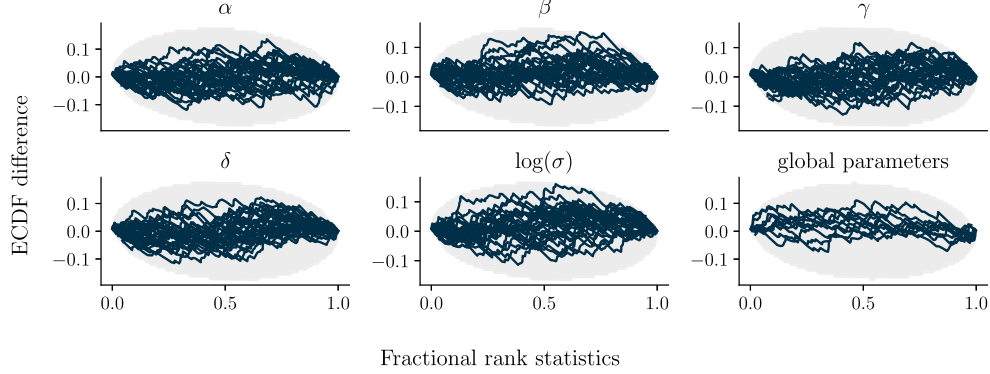 α β γ
0.1 0.1 0.1
0.0 0.0 0.0
−0.1 −0.1 −0.1
δ log(σ) global parameters
0.1 0.1 0.1
0.0 0.0 0.0
−0.1 −0.1 −0.1
0.0 0.5 1.0 0.0 0.5 1.0 0.0 0.5 1.0
ECDF difference
Fractional rank statistics